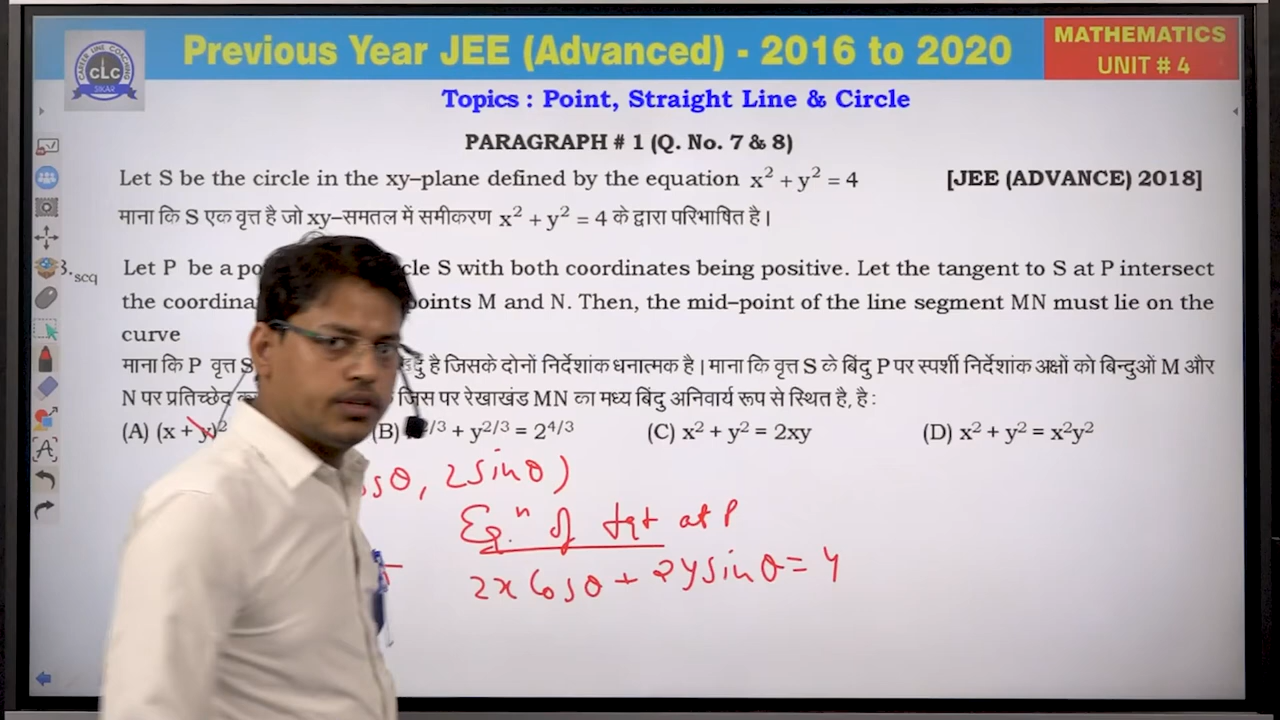 Previous Year JEE (Advanced) - 2016 to 2020
MATHEMATICS
UNIT # 4
CLC
SIKAR
Topics : Point, Straight Line & Circle
PARAGRAPH # 1 (Q. No. 7 & 8)
Let S be the circle in the xy–plane defined by the equation x² + y² = 4 [JEE (ADVANCE) 2018]
माना कि S एक वृत्त है जो xy–समतल में समीकरण x² + y² = 4 के द्वारा परिभाषित है।
scq Let P be a cle S with both coordinates being positive. Let the tangent to S at P intersect
the points M and N. Then, the mid–point of the line segment MN must lie on the
curve
माना कि P वृत्त S है जिसके दोनों निर्देशांक धनात्मक है। माना कि वृत्त S के बिंदु P पर स्पर्शी निर्देशांक अक्षों को बिन्दुओं M और
N पर प्रतिच्छेद जिस पर रेखाखंड MN का मध्य बिंदु अनिवार्य रूप से स्थित है, है :
(A) (x + y)² (B) + y^2/3 = 2^4/3 (C) x² + y² = 2xy (D) x² + y² = x²y²
osθ, 2sinθ)
Eqⁿ of tgt at P
2x Cosθ + 2y sinθ = 4